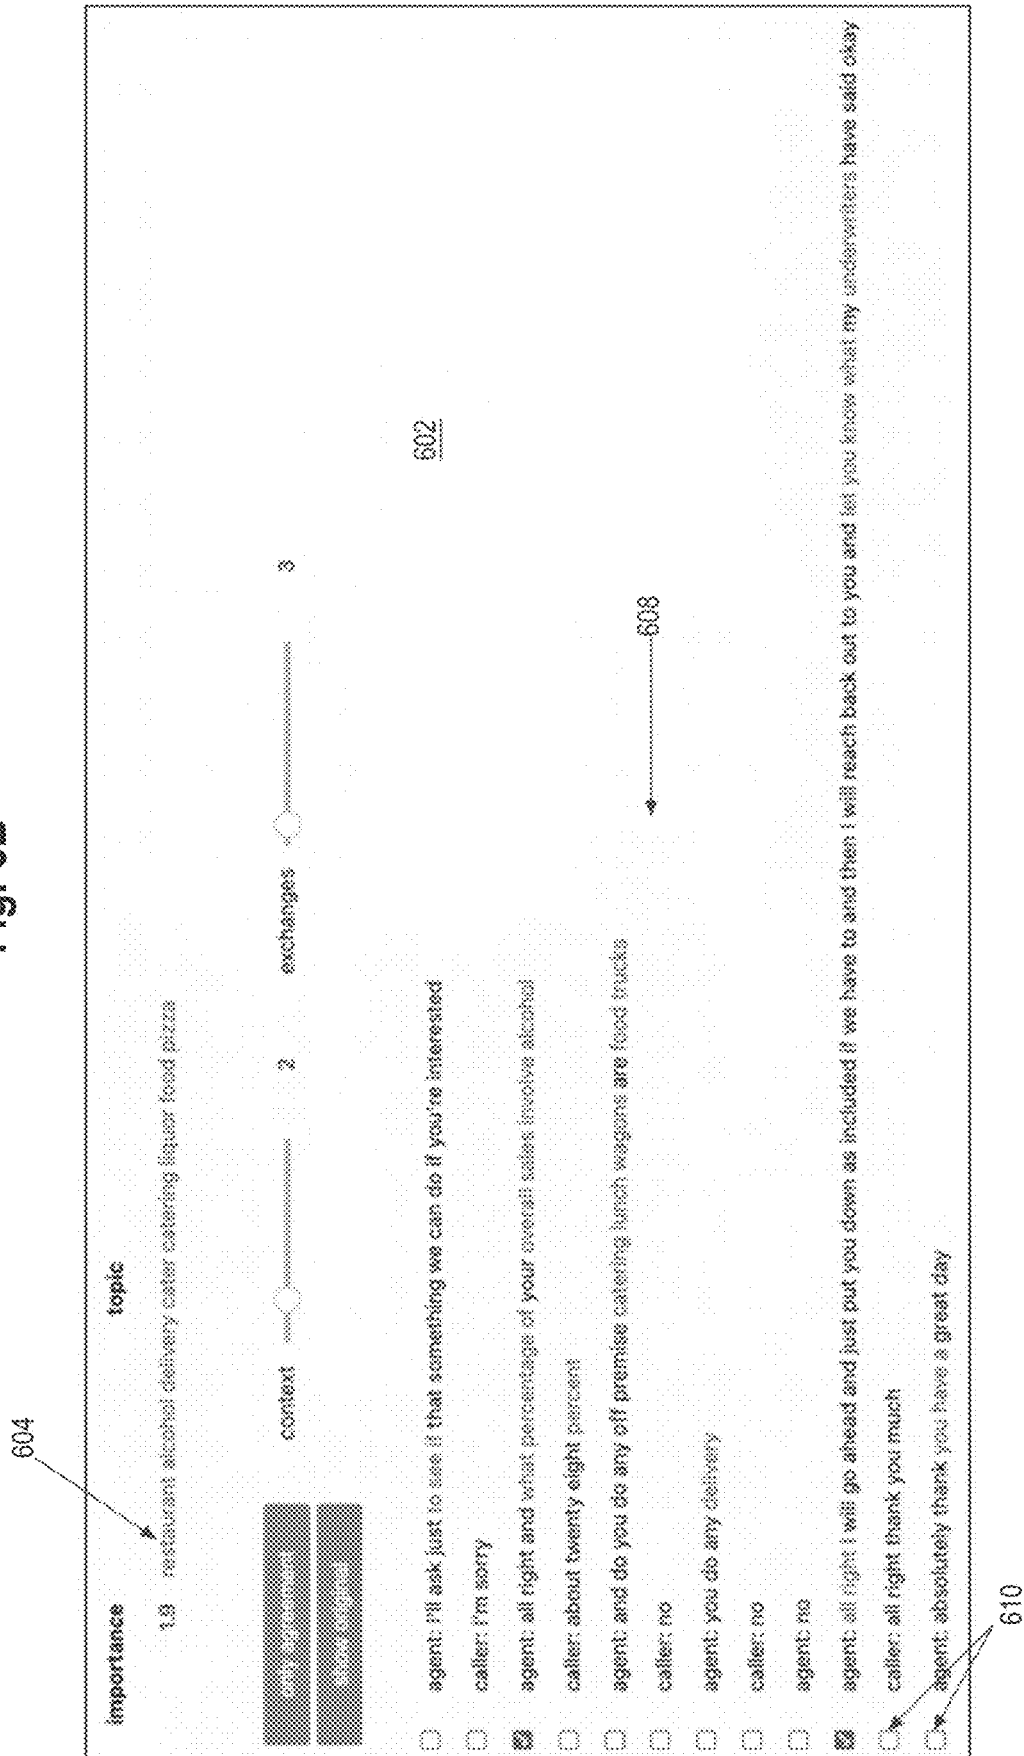 604
importance topic
1.9 restaurant alcohol delivery cater catering liquor food pizza
context 2 exchanges 3
602
agent: I'll ask just to see if that something we can do if you're interested
caller: I'm sorry
agent: all right and what percentage of your overall sales involve alcohol
caller: about twenty eight percent
agent: and do you do any off premise catering lunch wagons are food trucks
caller: no
608
agent: you do any delivery
caller: no
agent: no
agent: all right I will go ahead and just put you down as included if we have to and then I will reach back out to you and let you know what my underwriters have said okay
caller: all right thank you much
agent: absolutely thank you have a great day
610